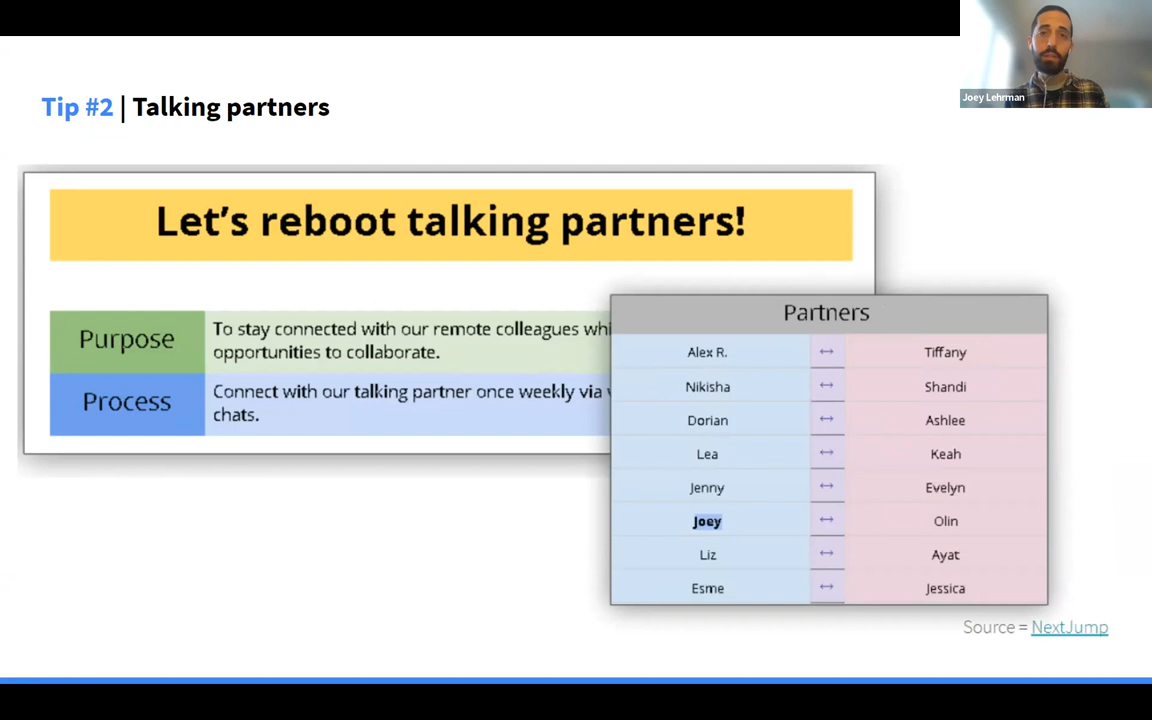 Joey Lehrman
Tip #2 | Talking partners
Let's reboot talking partners!
Purpose
To stay connected with our remote colleagues
opportunities to collaborate.
Process
Connect with our talking partner once weekly via
chats.
Partners
Alex R. ↔ Tiffany
Nikisha ↔ Shandi
Dorian ↔ Ashlee
Lea ↔ Keah
Jenny ↔ Evelyn
Joey ↔ Olin
Liz ↔ Ayat
Esme ↔ Jessica
Source = NextJump